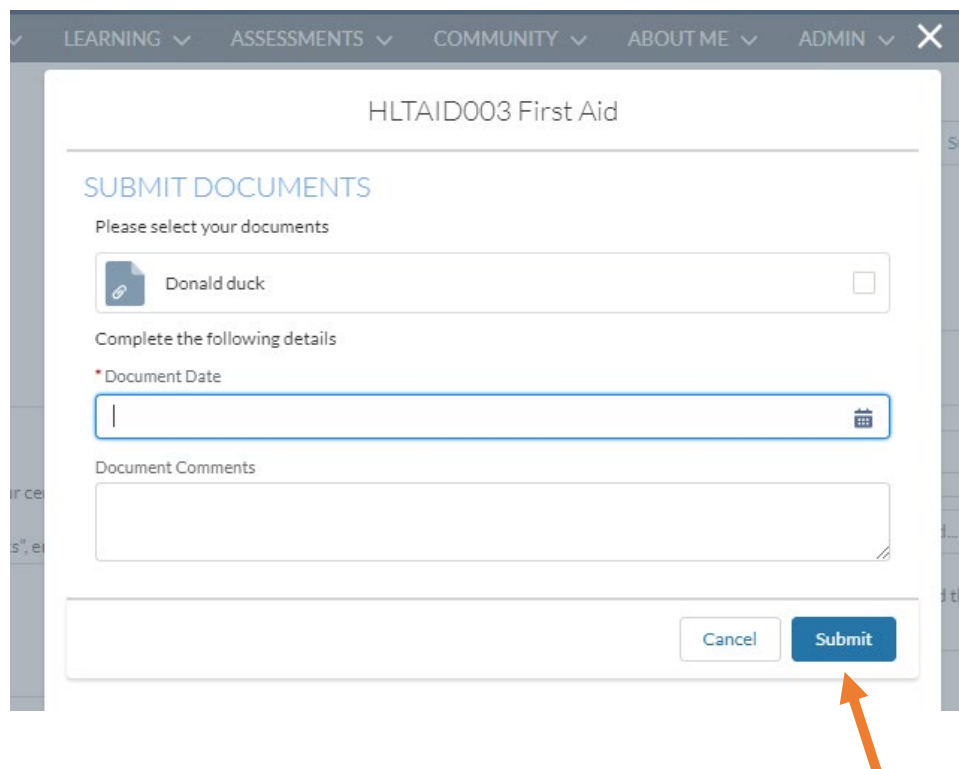 LEARNING ASSESSMENTS COMMUNITY ABOUT ME ADMIN
HLTAID003 First Aid
SUBMIT DOCUMENTS
Please select your documents
Donald duck
Complete the following details
* Document Date
Document Comments
Cancel Submit